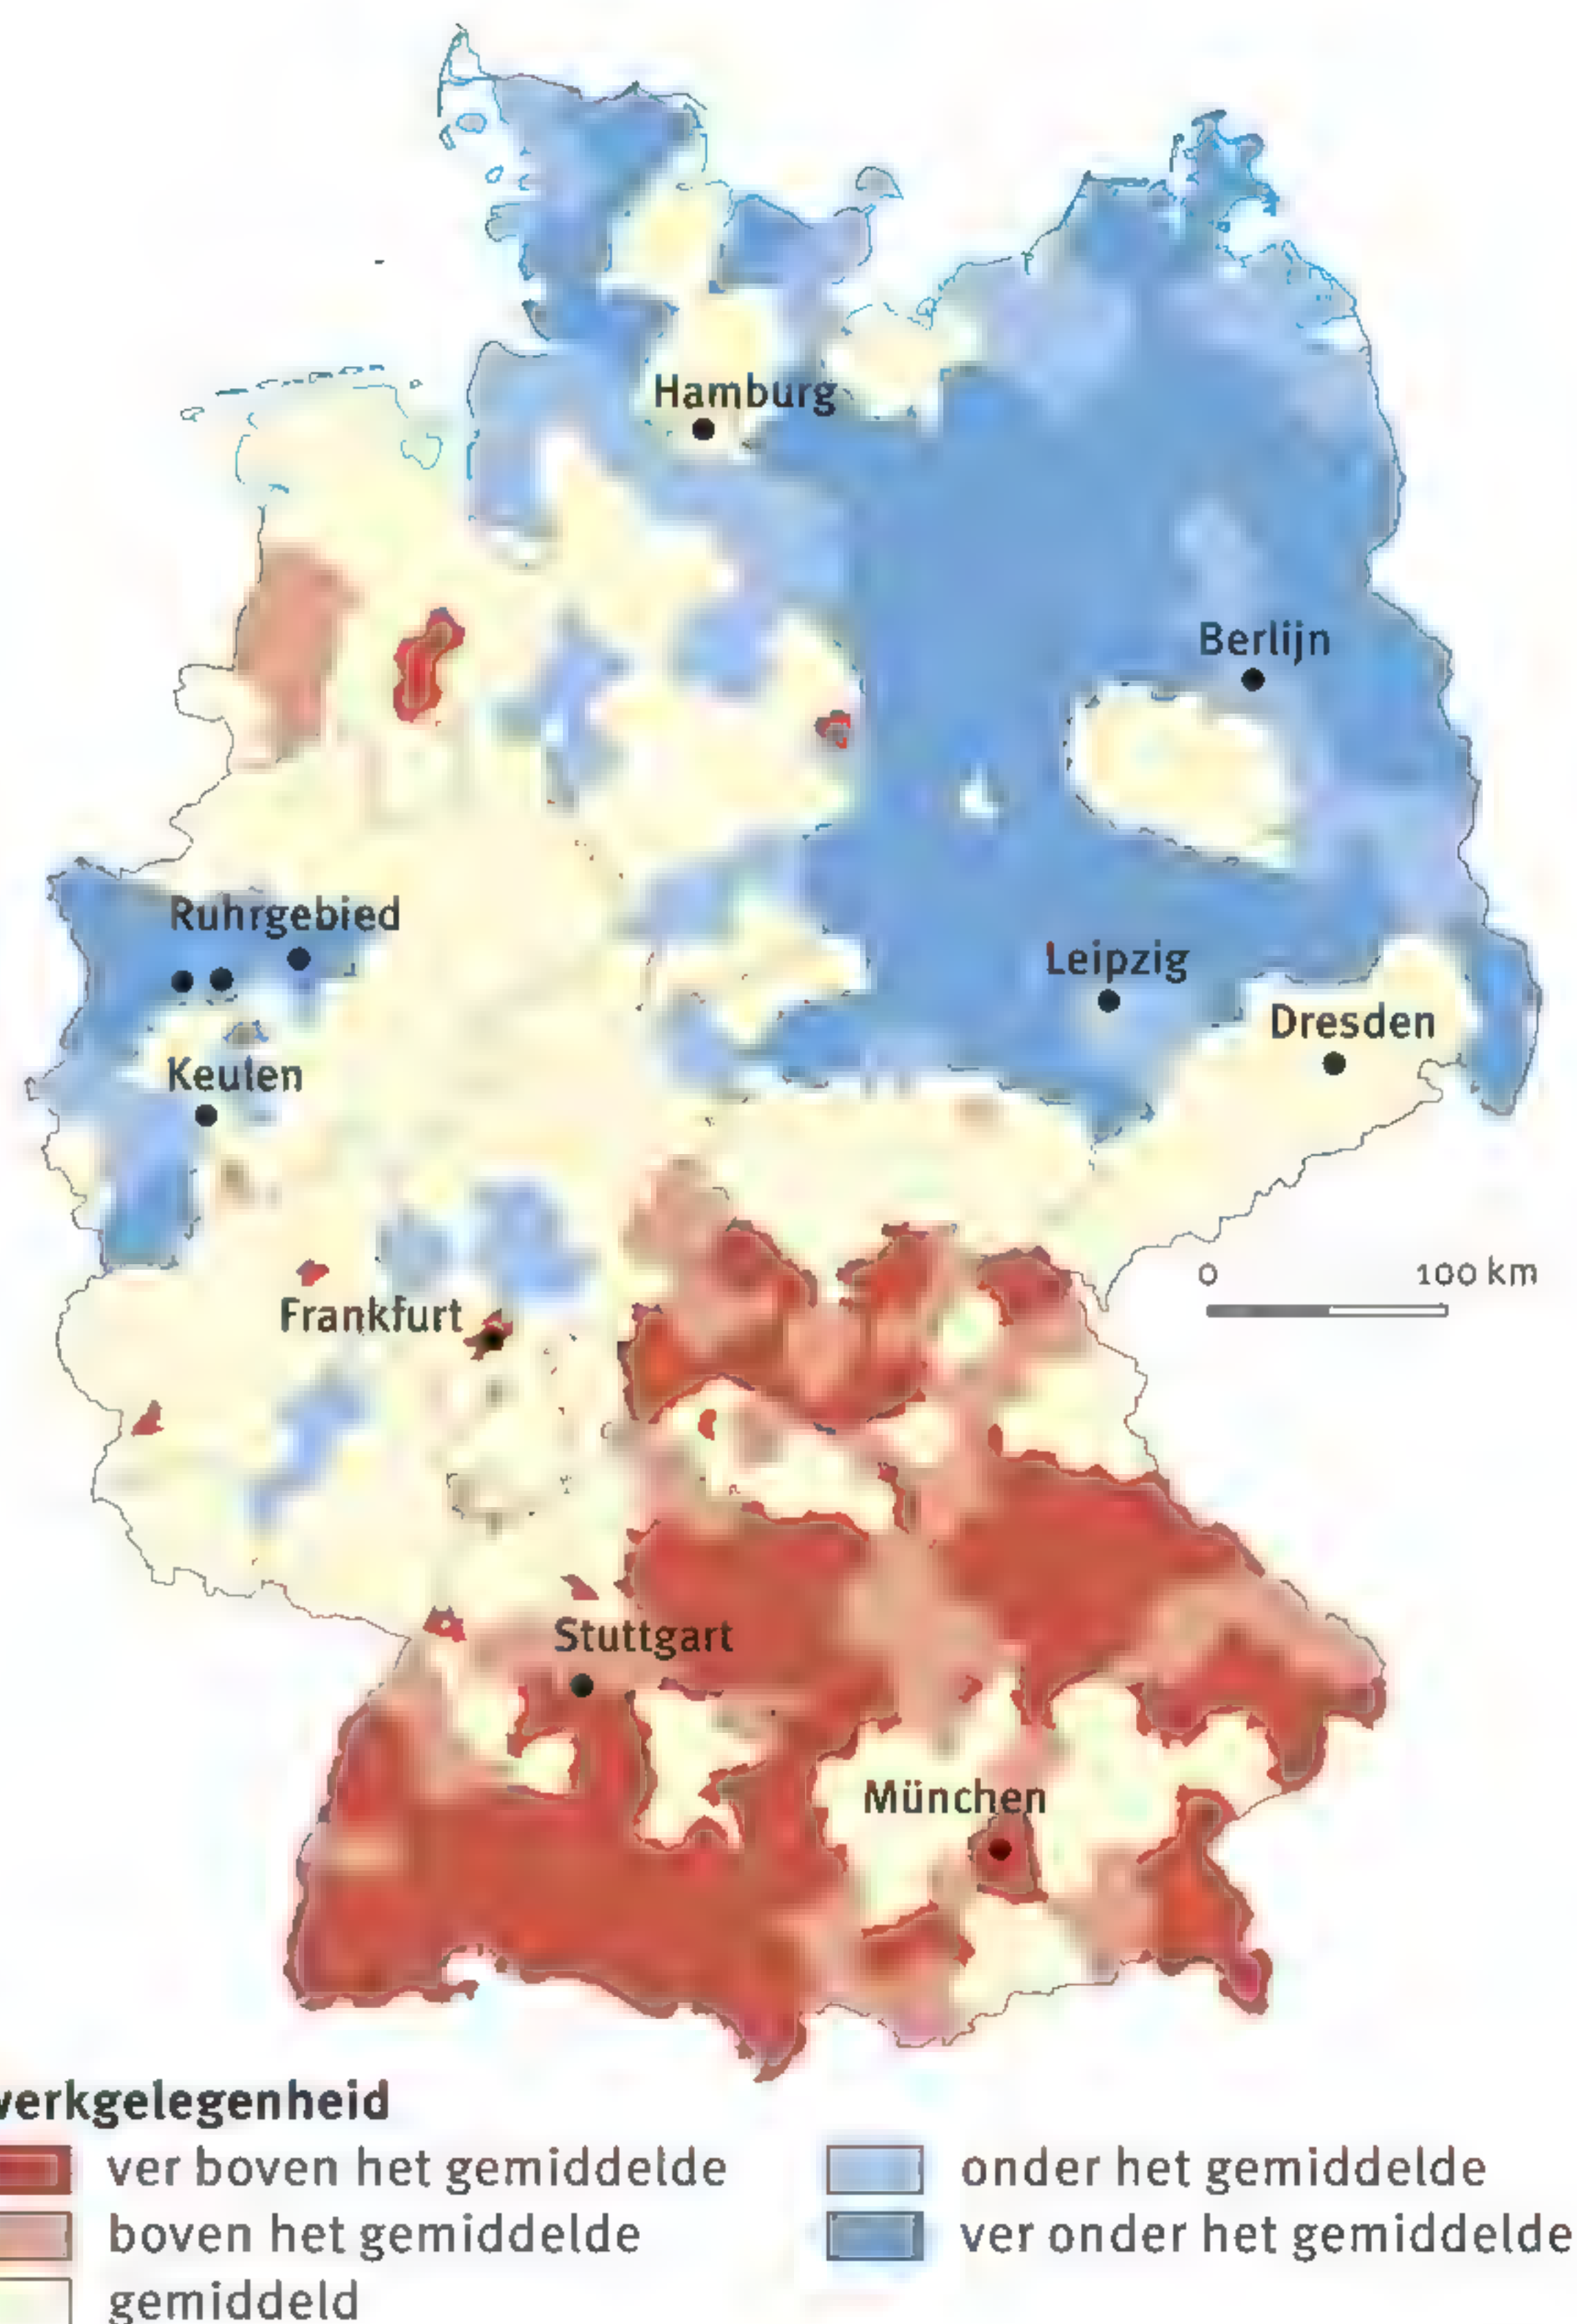 Hamburg
Berlijn
Ruhrgebied
Leipzig
Dresden
Keulen
0 100 km
Frankfurt
Stuttgart
München
werkgelegenheid
ver boven het gemiddelde
boven het gemiddelde
gemiddeld
onder het gemiddelde
ver onder het gemiddelde